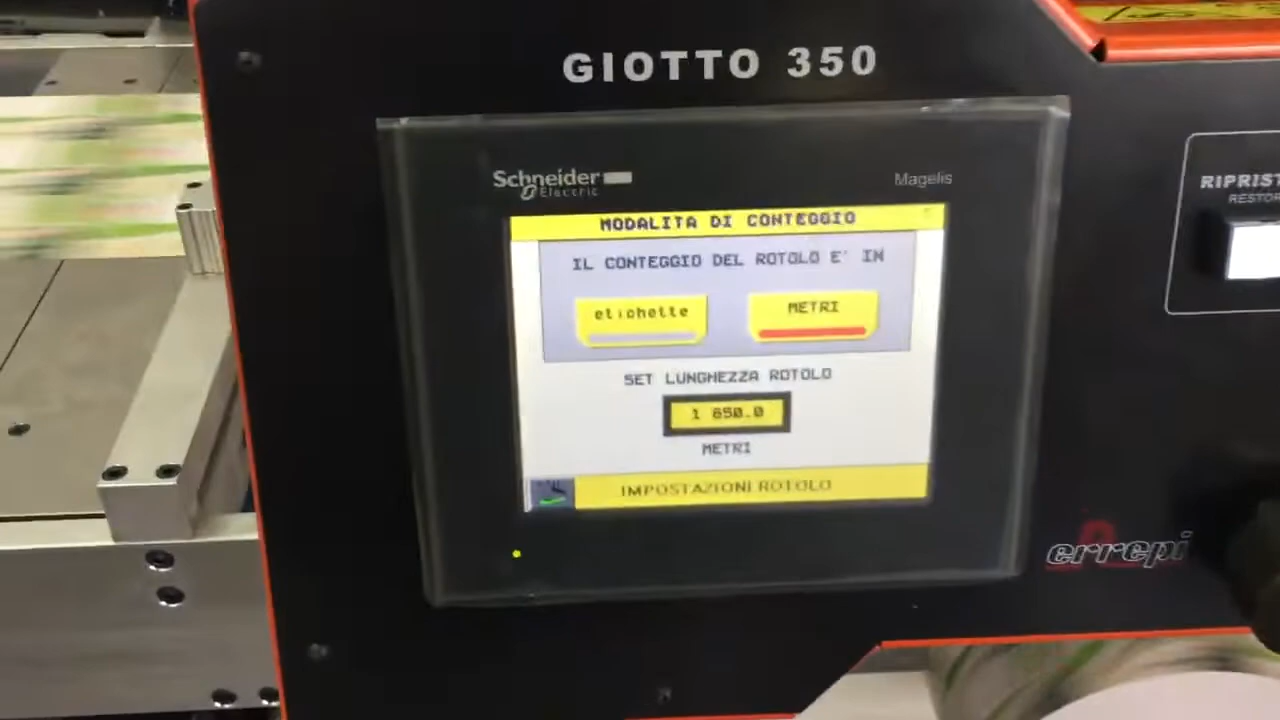 GIOTTO 350
Schneider
Electric
Magelis
RIPRIST
RESTOR
MODALITA DI CONTEGGIO
IL CONTEGGIO DEL ROTOLO E' IN
etichette
METRI
SET LUNGHEZZA ROTOLO
1 650.0
METRI
IMPOSTAZIONI ROTOLO
errepi